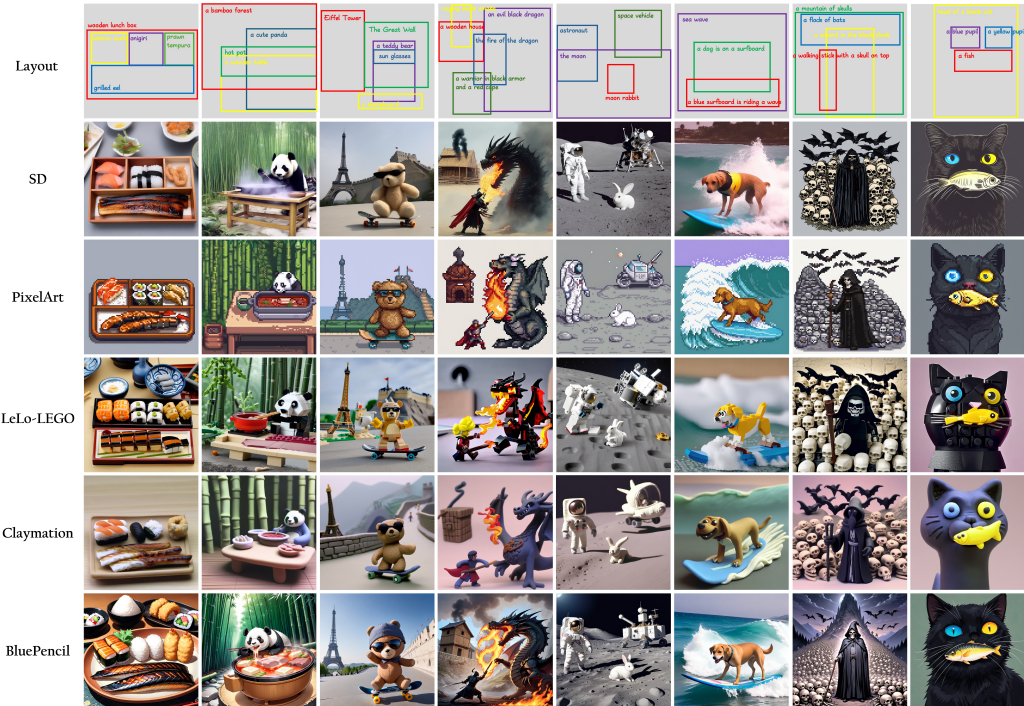 Layout
wooden lunch box
onigiri
prawn
tempura
grilled eel
a bamboo forest
a cute panda
hot pot
Eiffel Tower
The Great Wall
a teddy bear
sun glasses
an evil black dragon
a wooden house
the fire of the dragon
a warrior in black armor
and a red cape
space vehicle
astronaut
the moon
moon rabbit
sea wave
a dog is on a surfboard
a blue surfboard is riding a wave
a mountain of skulls
a flock of bats
a walking stick with a skull on top
a blue pupil
a yellow pupil
a fish
SD
PixelArt
LeLo-LEGO
Claymation
BluePencil